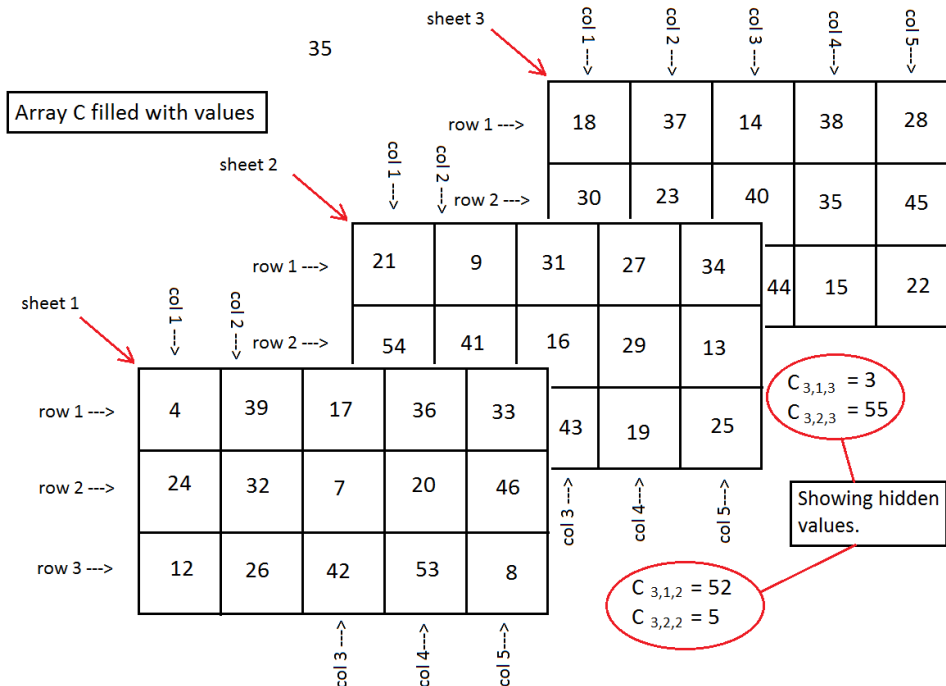 35
Array C filled with values
sheet 3
col 1 --->
col 2 --->
col 3 --->
col 4--->
col 5--->
row 1 --->
18 37 14 38 28
row 2 --->
30 23 40 35 45
44 15 22
sheet 2
col 1 --->
col 2 --->
row 1 --->
21 9 31 27 34
row 2 --->
54 41 16 29 13
43 19 25
col 3 --->
col 4--->
col 5--->
sheet 1
col 1 --->
col 2 --->
row 1 --->
4 39 17 36 33
row 2 --->
24 32 7 20 46
row 3 --->
12 26 42 53 8
col 3 --->
col 4--->
col 5--->
C 3,1,3 = 3
C 3,2,3 = 55
Showing hidden
values.
C 3,1,2 = 52
C 3,2,2 = 5